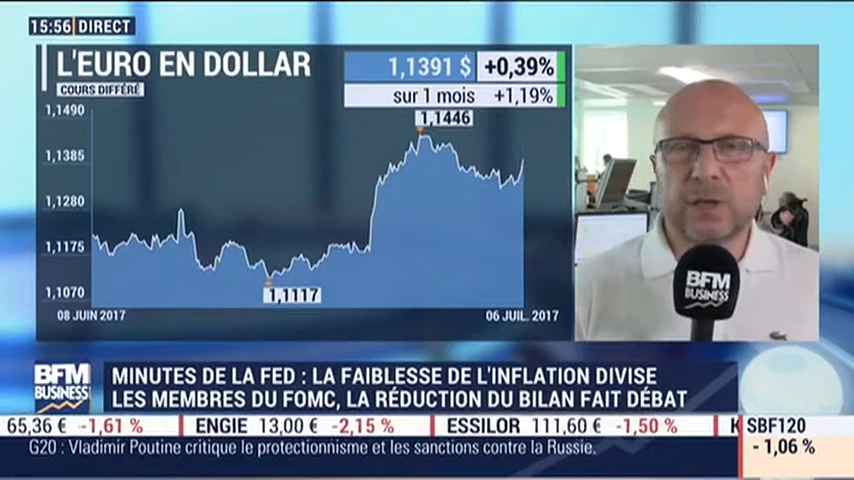 15:56 DIRECT
L'EURO EN DOLLAR
COURS DIFFÉRÉ
1,1391 $ +0,39%
sur 1 mois +1,19%
1,1490
1,1446
1,1385
1,1280
1,1175
1,1117
1,1070
08 JUIN 2017 06 JUIL. 2017
BFM
BUSINESS
BFM
BUSINESS
MINUTES DE LA FED : LA FAIBLESSE DE L'INFLATION DIVISE
LES MEMBRES DU FOMC, LA RÉDUCTION DU BILAN FAIT DÉBAT
65,36 € -1,61 % ENGIE 13,00 € -2,15 % ESSILOR 111,60 € -1,50 % K
SBF120
- 1,06 %
G20 : Vladimir Poutine critique le protectionnisme et les sanctions contre la Russie.